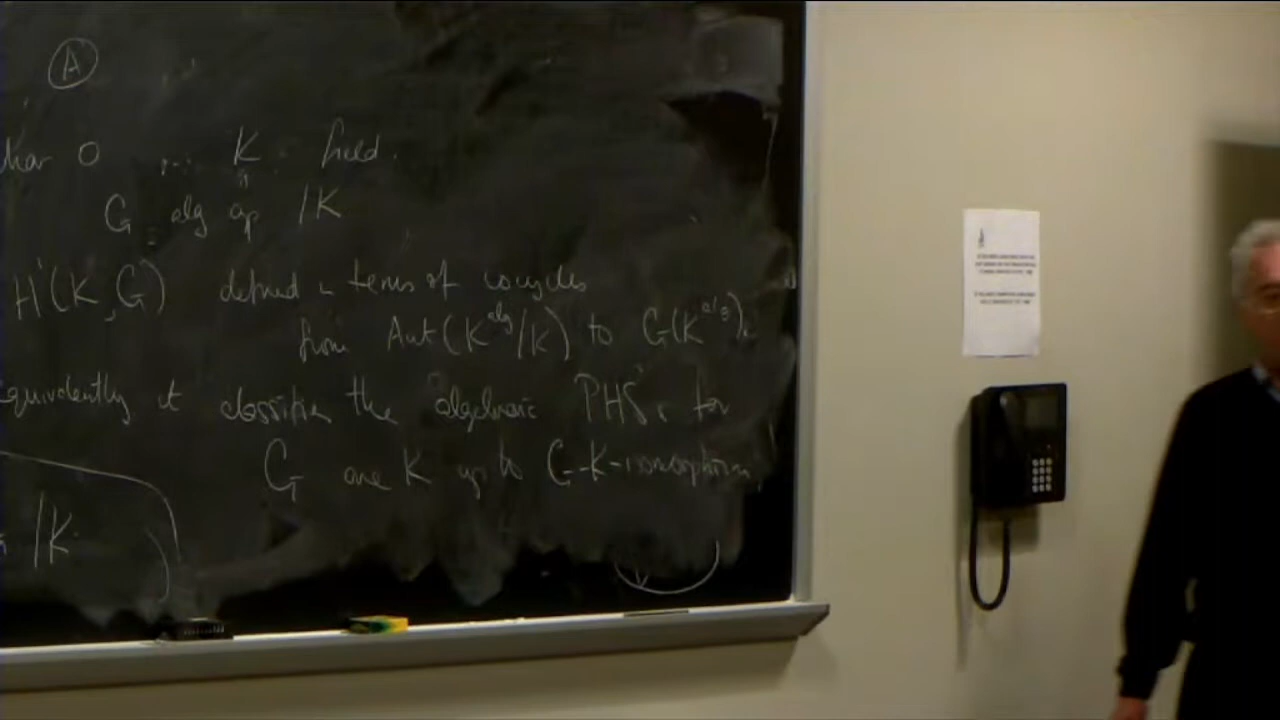 A
char 0 K field.
G alg gp /K
H¹(K, G) defined in terms of cocycles
from Aut(K^alg/K) to G(K^alg).
Equivalently it classifies the algebraic PHS's for
G over K up to G-K-isomorphism
/K